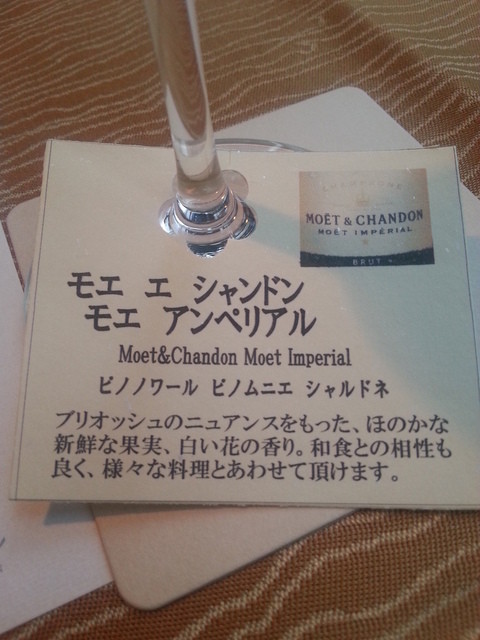 CHAMPAGNE
MOËT & CHANDON
MOËT IMPÉRIAL
BRUT
モエ エ シャンドン
モエ アンペリアル
Moet&Chandon Moet Imperial
ピノノワール ピノムニエ シャルドネ
ブリオッシュのニュアンスをもった、ほのかな
新鮮な果実、白い花の香り。和食との相性も
良く、様々な料理とあわせて頂けます。